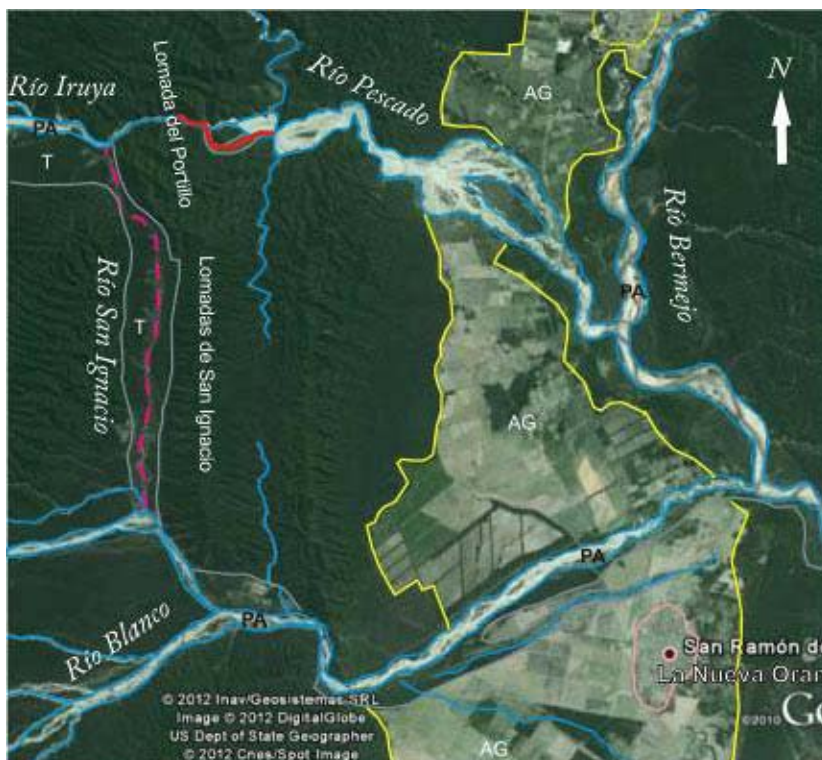 Río Iruya
PA
T
Lomada del Portillo
Río Pescado
AG
N
Río San Ignacio
T
Lomadas de San Ignacio
PA
Río Bermejo
AG
PA
Río Blanco
PA
San Ramón de
La Nueva Oran
© 2012 Inav/Geosistemas SRL
Image © 2012 DigitalGlobe
US Dept of State Geographer
© 2012 Cnes/Spot Image
AG
©2010